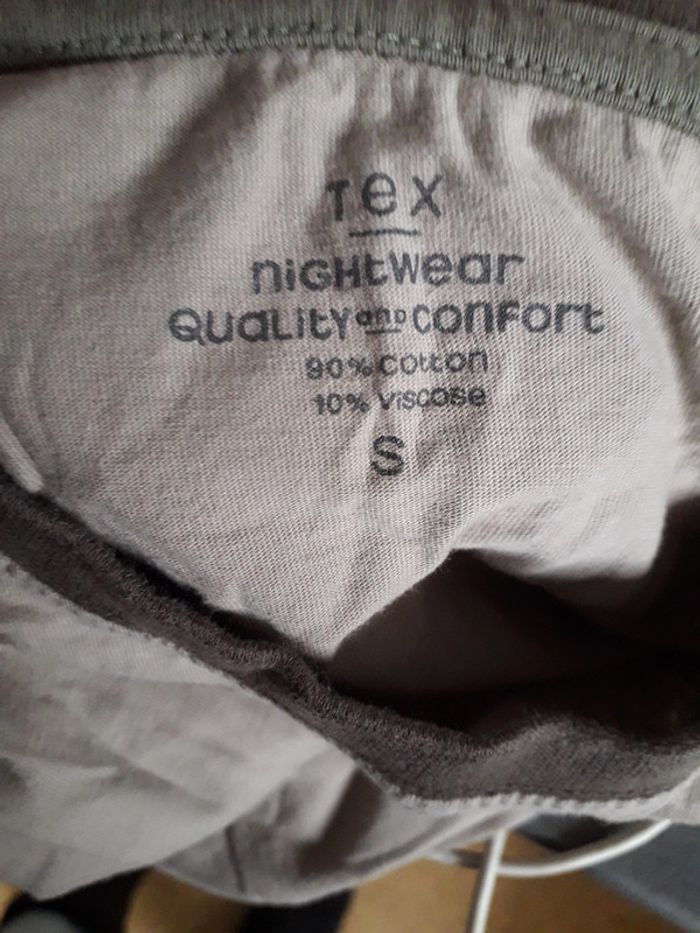 Tex
NIGHtWear
QuaLitY and CONFort
90% Cotton
10% Viscose
S